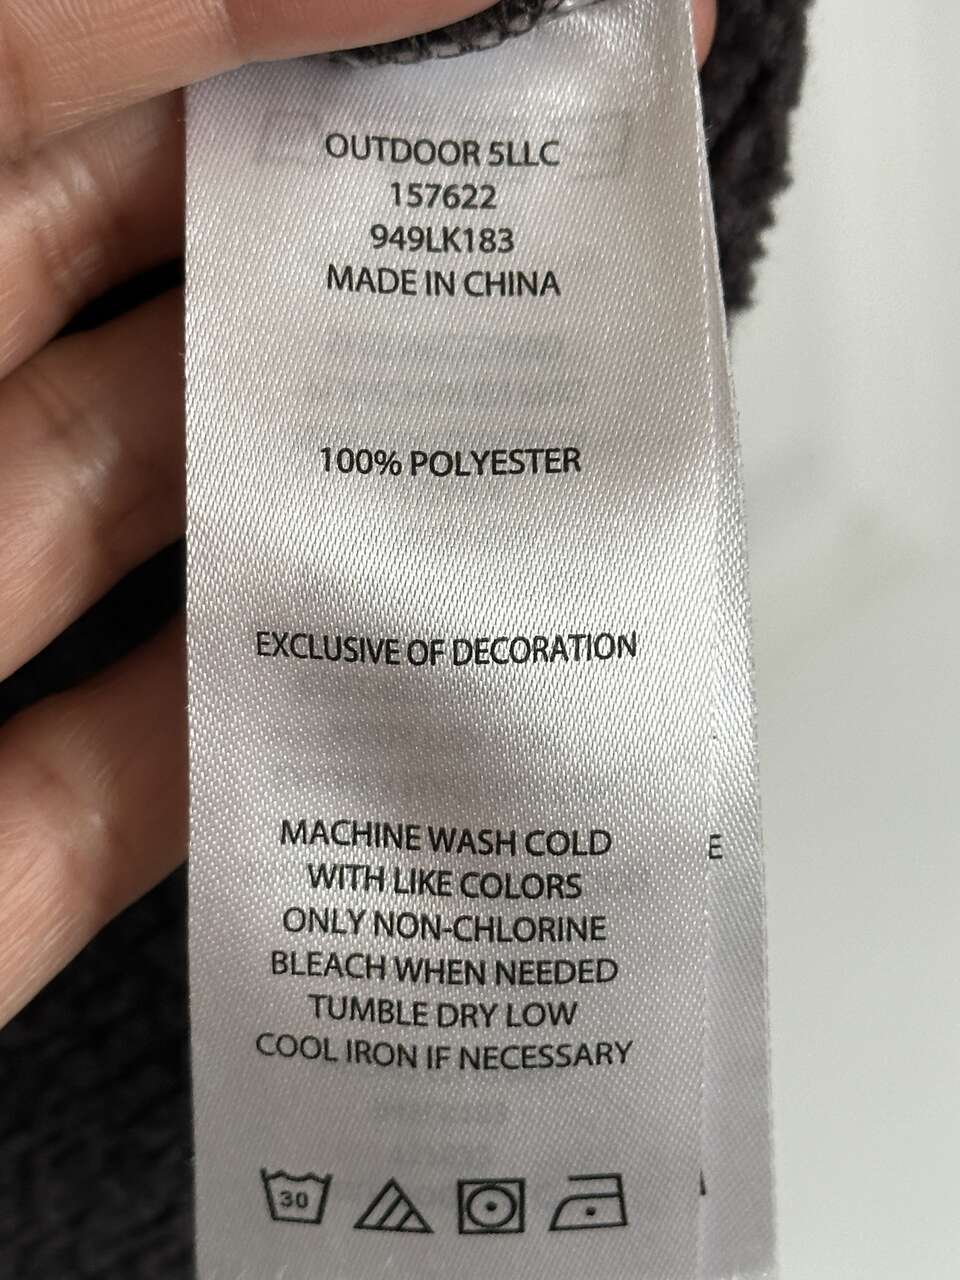 OUTDOOR 5LLC
157622
949LK183
MADE IN CHINA
100% POLYESTER
EXCLUSIVE OF DECORATION
MACHINE WASH COLD
WITH LIKE COLORS
ONLY NON-CHLORINE
BLEACH WHEN NEEDED
TUMBLE DRY LOW
COOL IRON IF NECESSARY
30
E